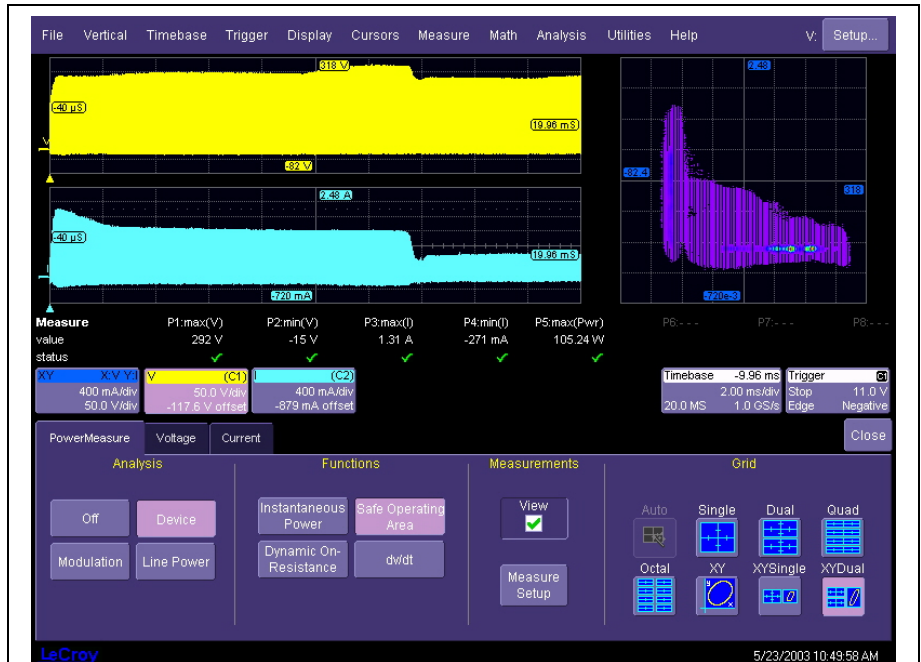 File Vertical Timebase Trigger Display Cursors Measure Math Analysis Utilities Help V: Setup...
318 V
-40 µS
19.96 mS
V
-82 V
2.48 A
-40 µS
19.96 mS
I
-720 mA
2.48
-82.4
318
-720e-3
Measure P1:max(V) P2:min(V) P3:max(I) P4:min(I) P5:max(Pwr) P6:- - - P7:- - - P8:- - -
value 292 V -15 V 1.31 A -271 mA 105.24 W
status
XY X:V Y:I V (C1) I (C2) Timebase -9.96 ms Trigger C1
400 mA/div 50.0 V/div 400 mA/div 2.00 ms/div Stop 11.0 V
50.0 V/div -117.6 V offset -879 mA offset 20.0 MS 1.0 GS/s Edge Negative
PowerMeasure Voltage Current Close
Analysis Functions Measurements Grid
Off Device Instantaneous Power Safe Operating Area View Auto Single Dual Quad
Modulation Line Power Dynamic On-Resistance dv/dt Measure Setup Octal XY XYSingle XYDual
LeCroy 5/23/2003 10:49:58 AM